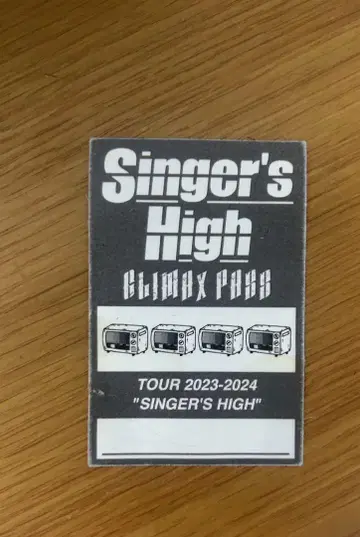 Singer's
High
CLIMAX PASS
TOUR 2023-2024
"SINGER'S HIGH"